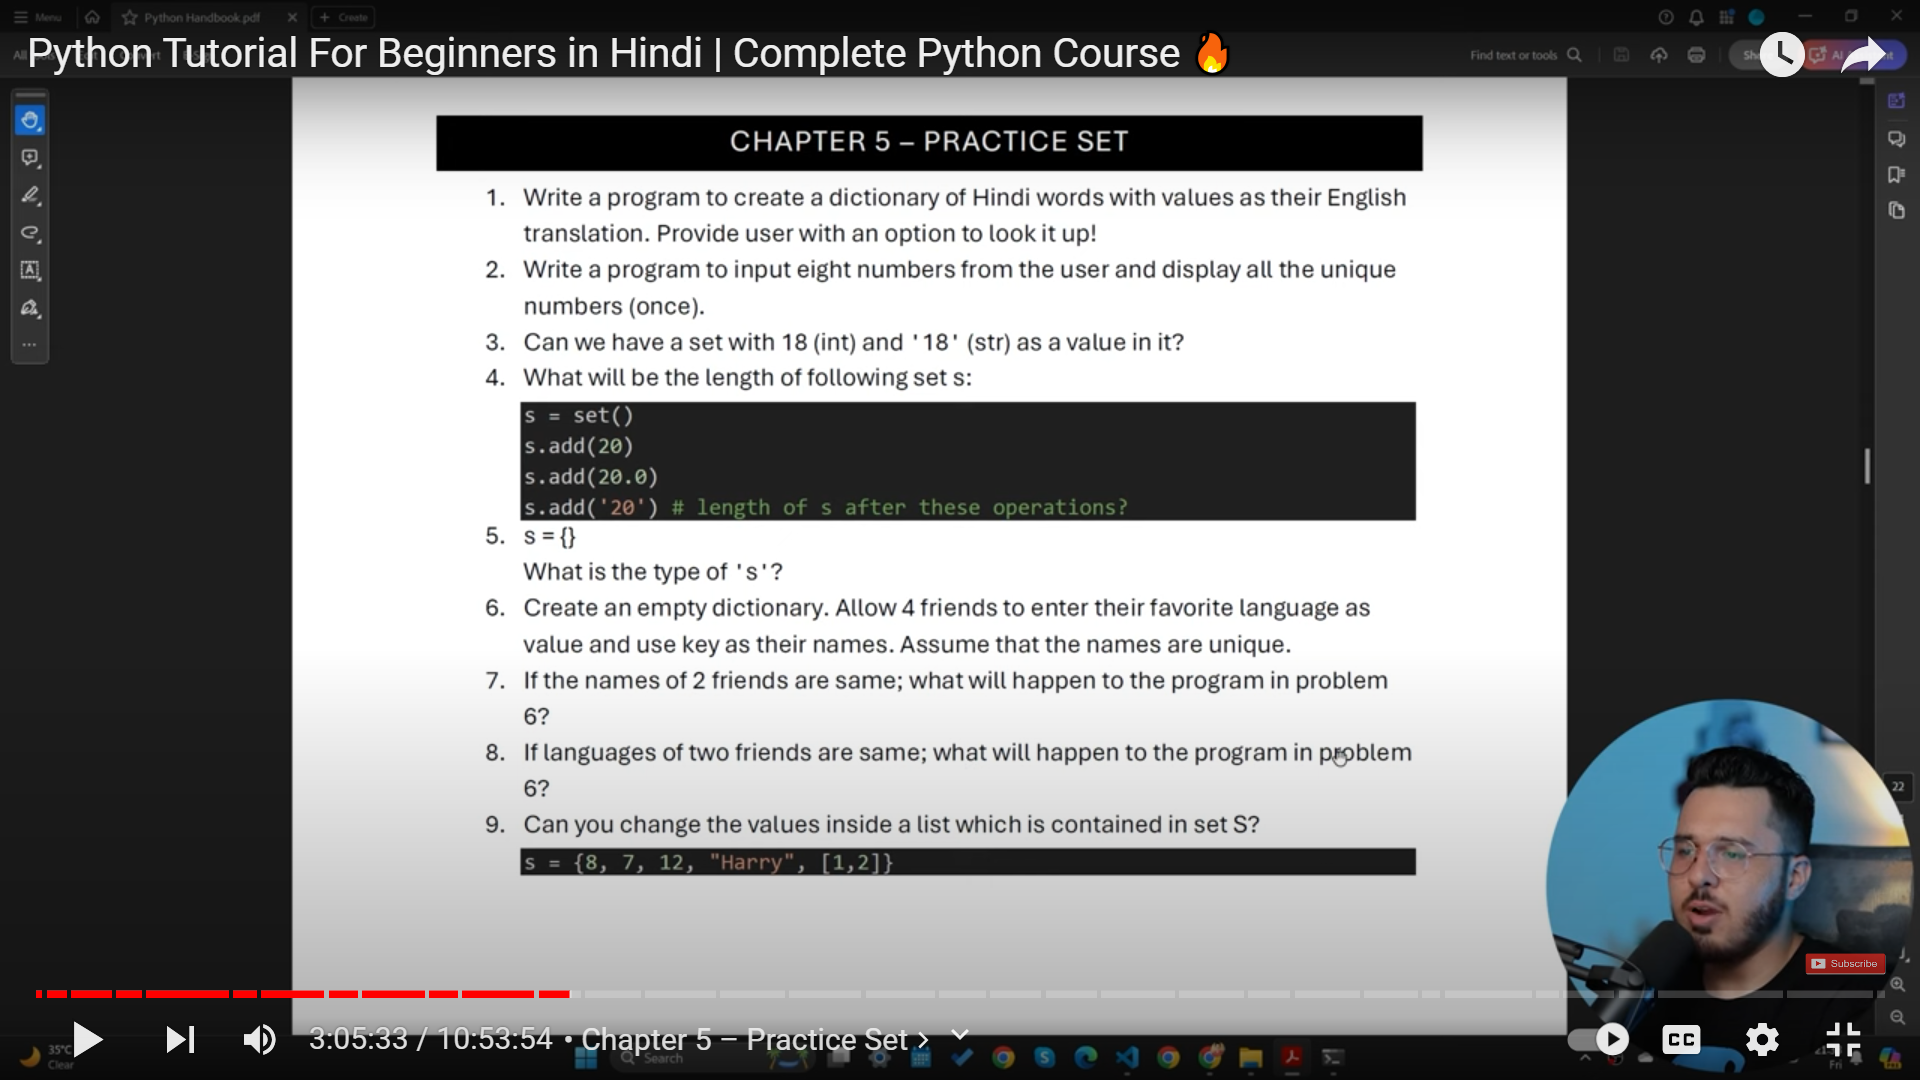 Menu
Python Handbook.pdf
Create
Python Tutorial For Beginners in Hindi | Complete Python Course 🔥
Find text or tools
CHAPTER 5 – PRACTICE SET
1. Write a program to create a dictionary of Hindi words with values as their English
translation. Provide user with an option to look it up!
2. Write a program to input eight numbers from the user and display all the unique
numbers (once).
3. Can we have a set with 18 (int) and '18' (str) as a value in it?
4. What will be the length of following set s:
s = set()
s.add(20)
s.add(20.0)
s.add('20') # length of s after these operations?
5. s = {}
What is the type of 's'?
6. Create an empty dictionary. Allow 4 friends to enter their favorite language as
value and use key as their names. Assume that the names are unique.
7. If the names of 2 friends are same; what will happen to the program in problem
6?
8. If languages of two friends are same; what will happen to the program in problem
6?
22
9. Can you change the values inside a list which is contained in set S?
s = {8, 7, 12, "Harry", [1,2]}
Subscribe
3:05:33 / 10:53:54 • Chapter 5 – Practice Set
CC
35°C
Clear
Search
Fri